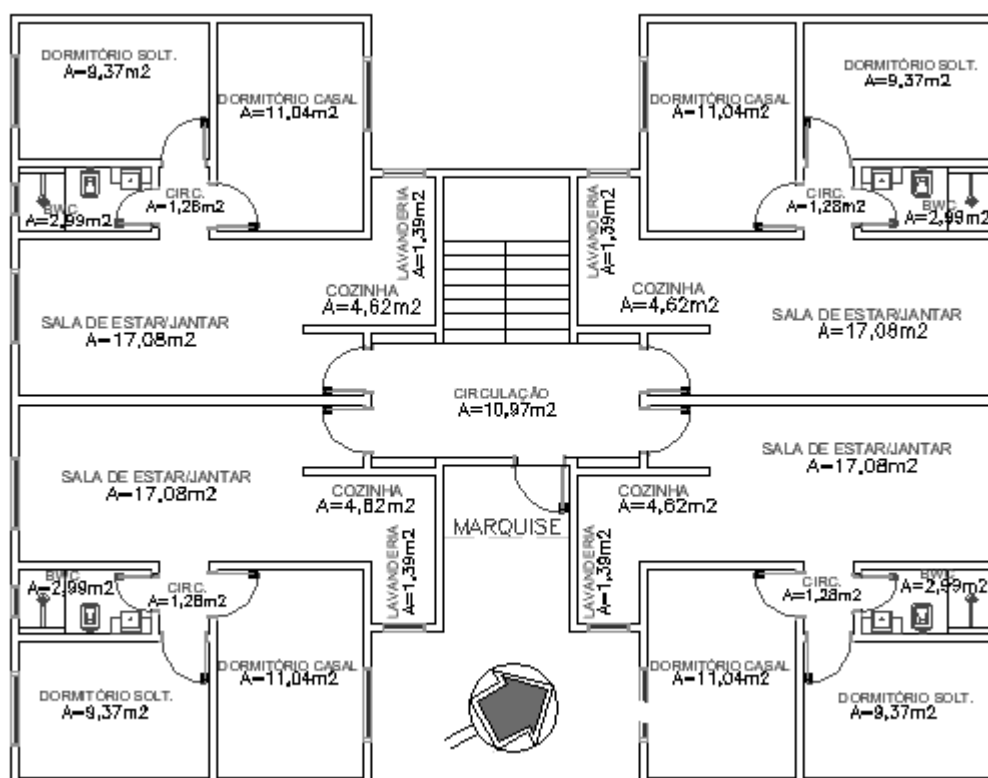 DORMITÓRIO SOLT.
A=9,37m2
DORMITÓRIO CASAL
A=11,04m2
BWC
A=2,99m2
CIRC.
A=1,28m2
LAVANDERIA
A=1,39m2
COZINHA
A=4,62m2
SALA DE ESTAR/JANTAR
A=17,08m2
DORMITÓRIO CASAL
A=11,04m2
DORMITÓRIO SOLT.
A=9,37m2
CIRC.
A=1,28m2
BWC
A=2,99m2
LAVANDERIA
A=1,39m2
COZINHA
A=4,62m2
SALA DE ESTAR/JANTAR
A=17,08m2
CIRCULAÇÃO
A=10,97m2
SALA DE ESTAR/JANTAR
A=17,08m2
COZINHA
A=4,62m2
LAVANDERIA
A=1,39m2
BWC
A=2,99m2
CIRC.
A=1,28m2
DORMITÓRIO SOLT.
A=9,37m2
DORMITÓRIO CASAL
A=11,04m2
MARQUISE
SALA DE ESTAR/JANTAR
A=17,08m2
COZINHA
A=4,62m2
LAVANDERIA
A=1,39m2
CIRC.
A=1,28m2
BWC
A=2,99m2
DORMITÓRIO CASAL
A=11,04m2
DORMITÓRIO SOLT.
A=9,37m2